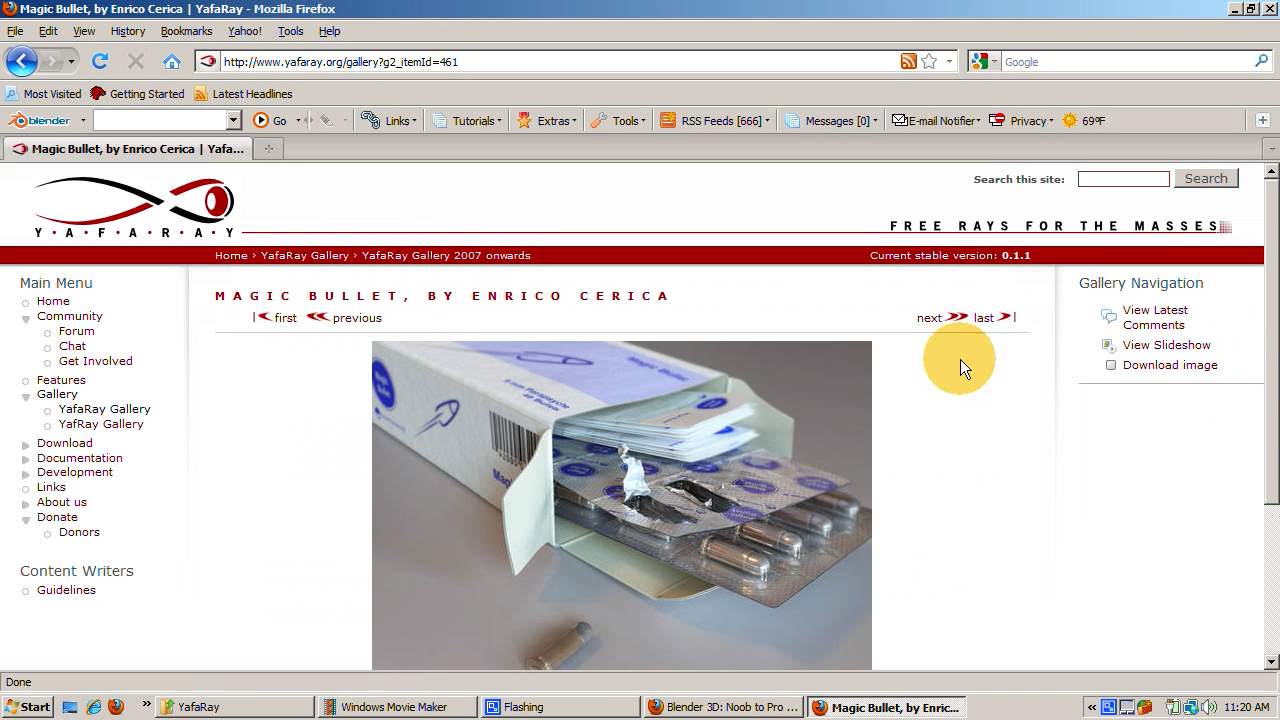 Magic Bullet, by Enrico Cerica | YafaRay - Mozilla Firefox
File Edit View History Bookmarks Yahoo! Tools Help
http://www.yafaray.org/gallery?g2_itemId=461
Google
Most Visited Getting Started Latest Headlines
blender Go Links Tutorials Extras Tools RSS Feeds [666] Messages [0] E-mail Notifier Privacy 69°F
Magic Bullet, by Enrico Cerica | Yafa...
Search this site: Search
Y·A·F·A·R·A·Y
FREE RAYS FOR THE MASSES
Home › YafaRay Gallery › YafaRay Gallery 2007 onwards
Current stable version: 0.1.1
Main Menu
Home
Community
Forum
Chat
Get Involved
Features
Gallery
YafaRay Gallery
YafRay Gallery
Download
Documentation
Development
Links
About us
Donate
Donors
Content Writers
Guidelines
MAGIC BULLET, BY ENRICO CERICA
first previous
next last
Magic Bullet
Gallery Navigation
View Latest
Comments
View Slideshow
Download image
Done
Start YafaRay Windows Movie Maker Flashing Blender 3D: Noob to Pro ... Magic Bullet, by Enric... 11:20 AM